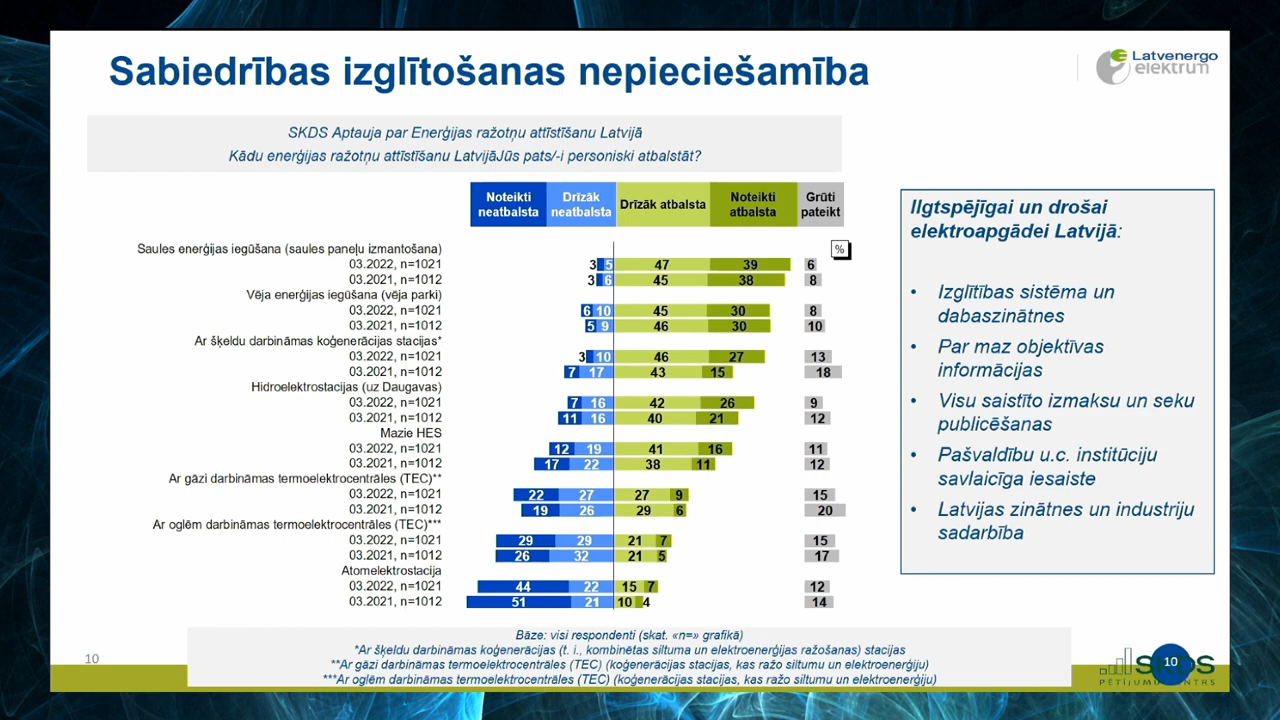 Sabiedrības izglītošanas nepieciešamība
Latvenergo
elektrum
SKDS Aptauja par Enerģijas ražotņu attīstīšanu Latvijā
Kādu enerģijas ražotņu attīstīšanu LatvijāJūs pats/-i personiski atbalstāt?
Noteikti neatbalsta
Drīzāk neatbalsta
Drīzāk atbalsta
Noteikti atbalsta
Grūti pateikt
%
Saules enerģijas iegūšana (saules paneļu izmantošana)
03.2022, n=1021 3 5 47 39 6
03.2021, n=1012 3 6 45 38 8
Vēja enerģijas iegūšana (vēja parki)
03.2022, n=1021 6 10 45 30 8
03.2021, n=1012 5 9 46 30 10
Ar šķeldu darbināmas koģenerācijas stacijas*
03.2022, n=1021 3 10 46 27 13
03.2021, n=1012 7 17 43 15 18
Hidroelektrostacijas (uz Daugavas)
03.2022, n=1021 7 16 42 26 9
03.2021, n=1012 11 16 40 21 12
Mazie HES
03.2022, n=1021 12 19 41 16 11
03.2021, n=1012 17 22 38 11 12
Ar gāzi darbināmas termoelektrocentrāles (TEC)**
03.2022, n=1021 22 27 27 9 15
03.2021, n=1012 19 26 29 6 20
Ar oglēm darbināmas termoelektrocentrāles (TEC)***
03.2022, n=1021 29 29 21 7 15
03.2021, n=1012 26 32 21 5 17
Atomelektrostacija
03.2022, n=1021 44 22 15 7 12
03.2021, n=1012 51 21 10 4 14
Ilgtspējīgai un drošai
elektroapgādei Latvijā:
• Izglītības sistēma un
dabaszinātnes
• Par maz objektīvas
informācijas
• Visu saistīto izmaksu un seku
publicēšanas
• Pašvaldību u.c. institūciju
savlaicīga iesaiste
• Latvijas zinātnes un industriju
sadarbība
Bāze: visi respondenti (skat. «n=» grafikā)
*Ar šķeldu darbināmas koģenerācijas (t. i., kombinētas siltuma un elektroenerģijas ražošanas) stacijas
**Ar gāzi darbināmas termoelektrocentrāles (TEC) (koģenerācijas stacijas, kas ražo siltumu un elektroenerģiju)
***Ar oglēm darbināmas termoelektrocentrāles (TEC) (koģenerācijas stacijas, kas ražo siltumu un elektroenerģiju)
10
10